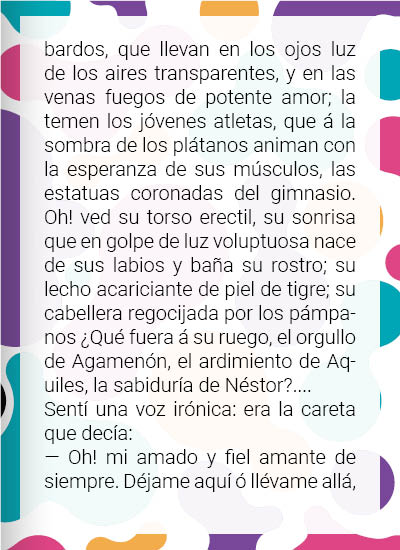 bardos, que llevan en los ojos luz
de los aires transparentes, y en las
venas fuegos de potente amor; la
temen los jóvenes atletas, que á la
sombra de los plátanos animan con
la esperanza de sus músculos, las
estatuas coronadas del gimnasio.
Oh! ved su torso erectil, su sonrisa
que en golpe de luz voluptuosa nace
de sus labios y baña su rostro; su
lecho acariciante de piel de tigre; su
cabellera regocijada por los pámpa-
nos ¿Qué fuera á su ruego, el orgullo
de Agamenón, el ardimiento de Aq-
uiles, la sabiduría de Néstor?....
Sentí una voz irónica: era la careta
que decía:
— Oh! mi amado y fiel amante de
siempre. Déjame aquí ó llévame allá,